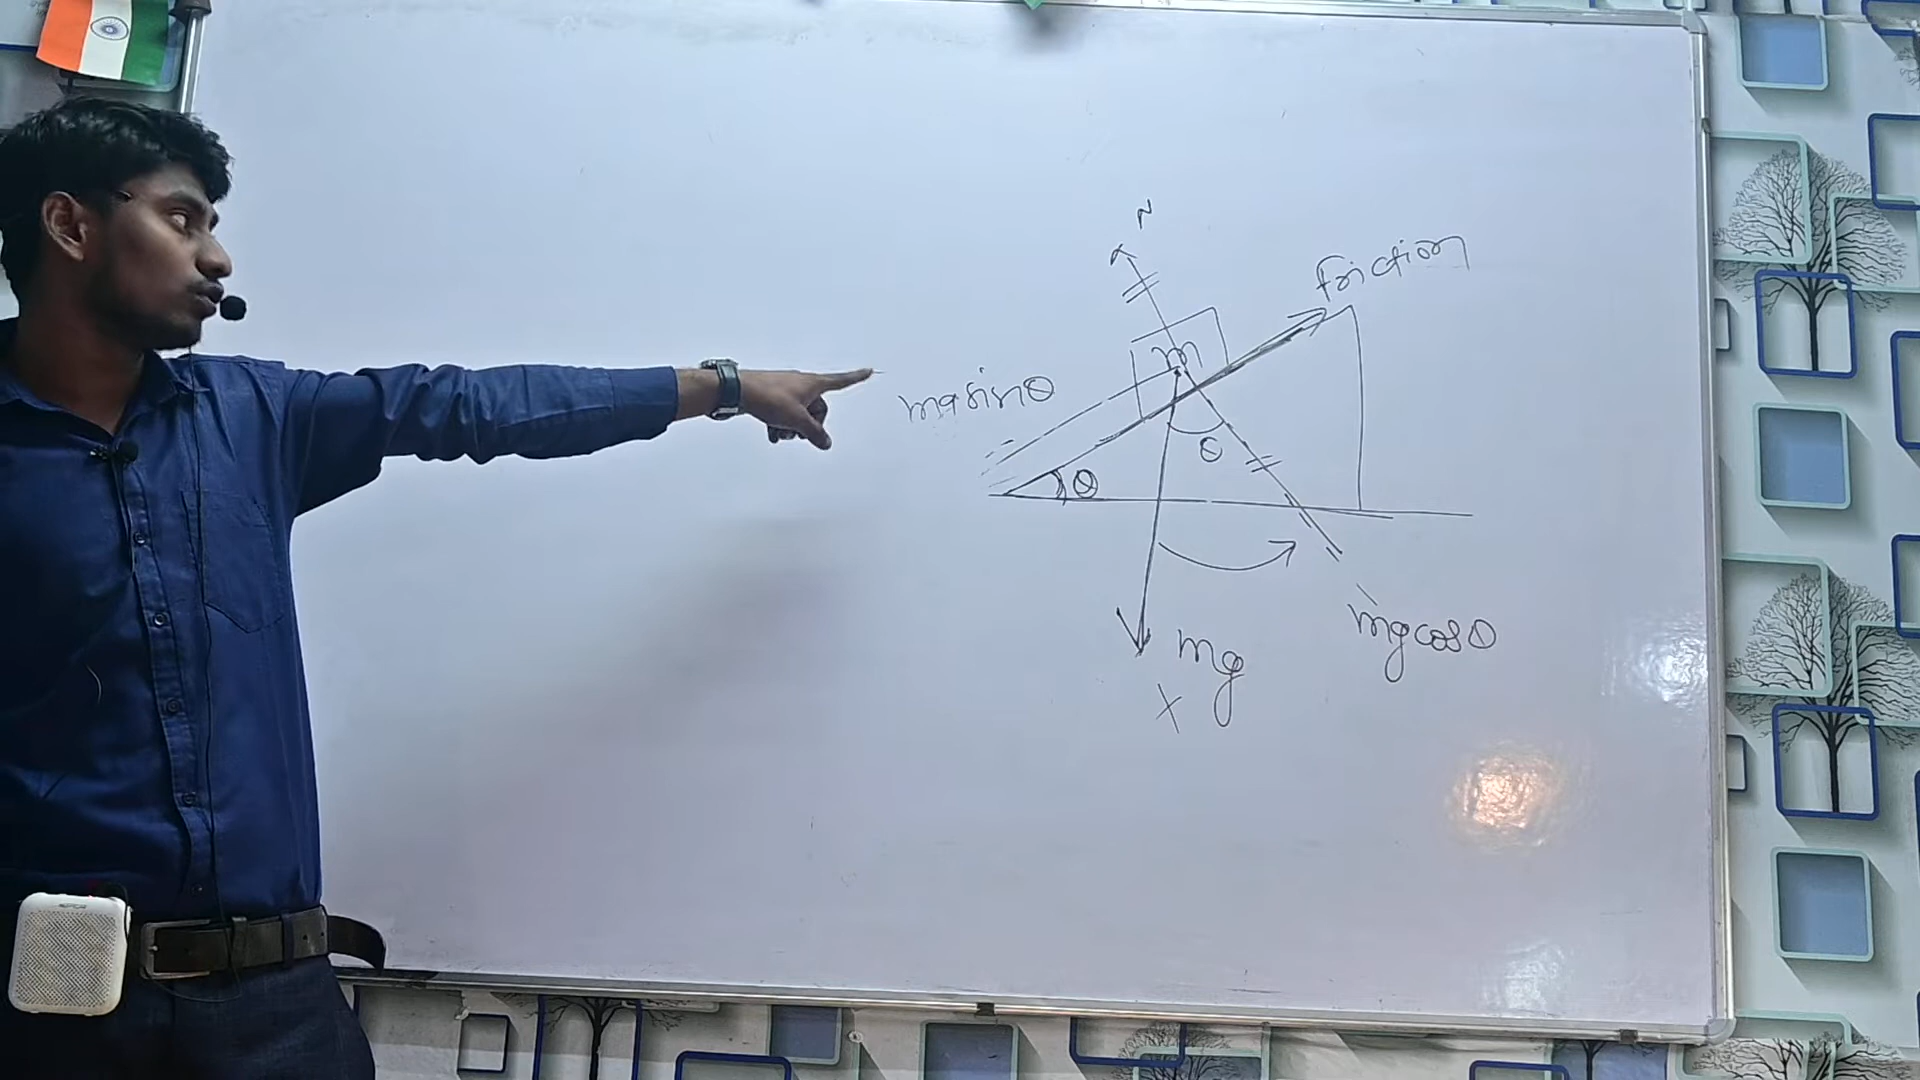 N
friction
m
mg sinθ
θ
θ
mg
mg cosθ